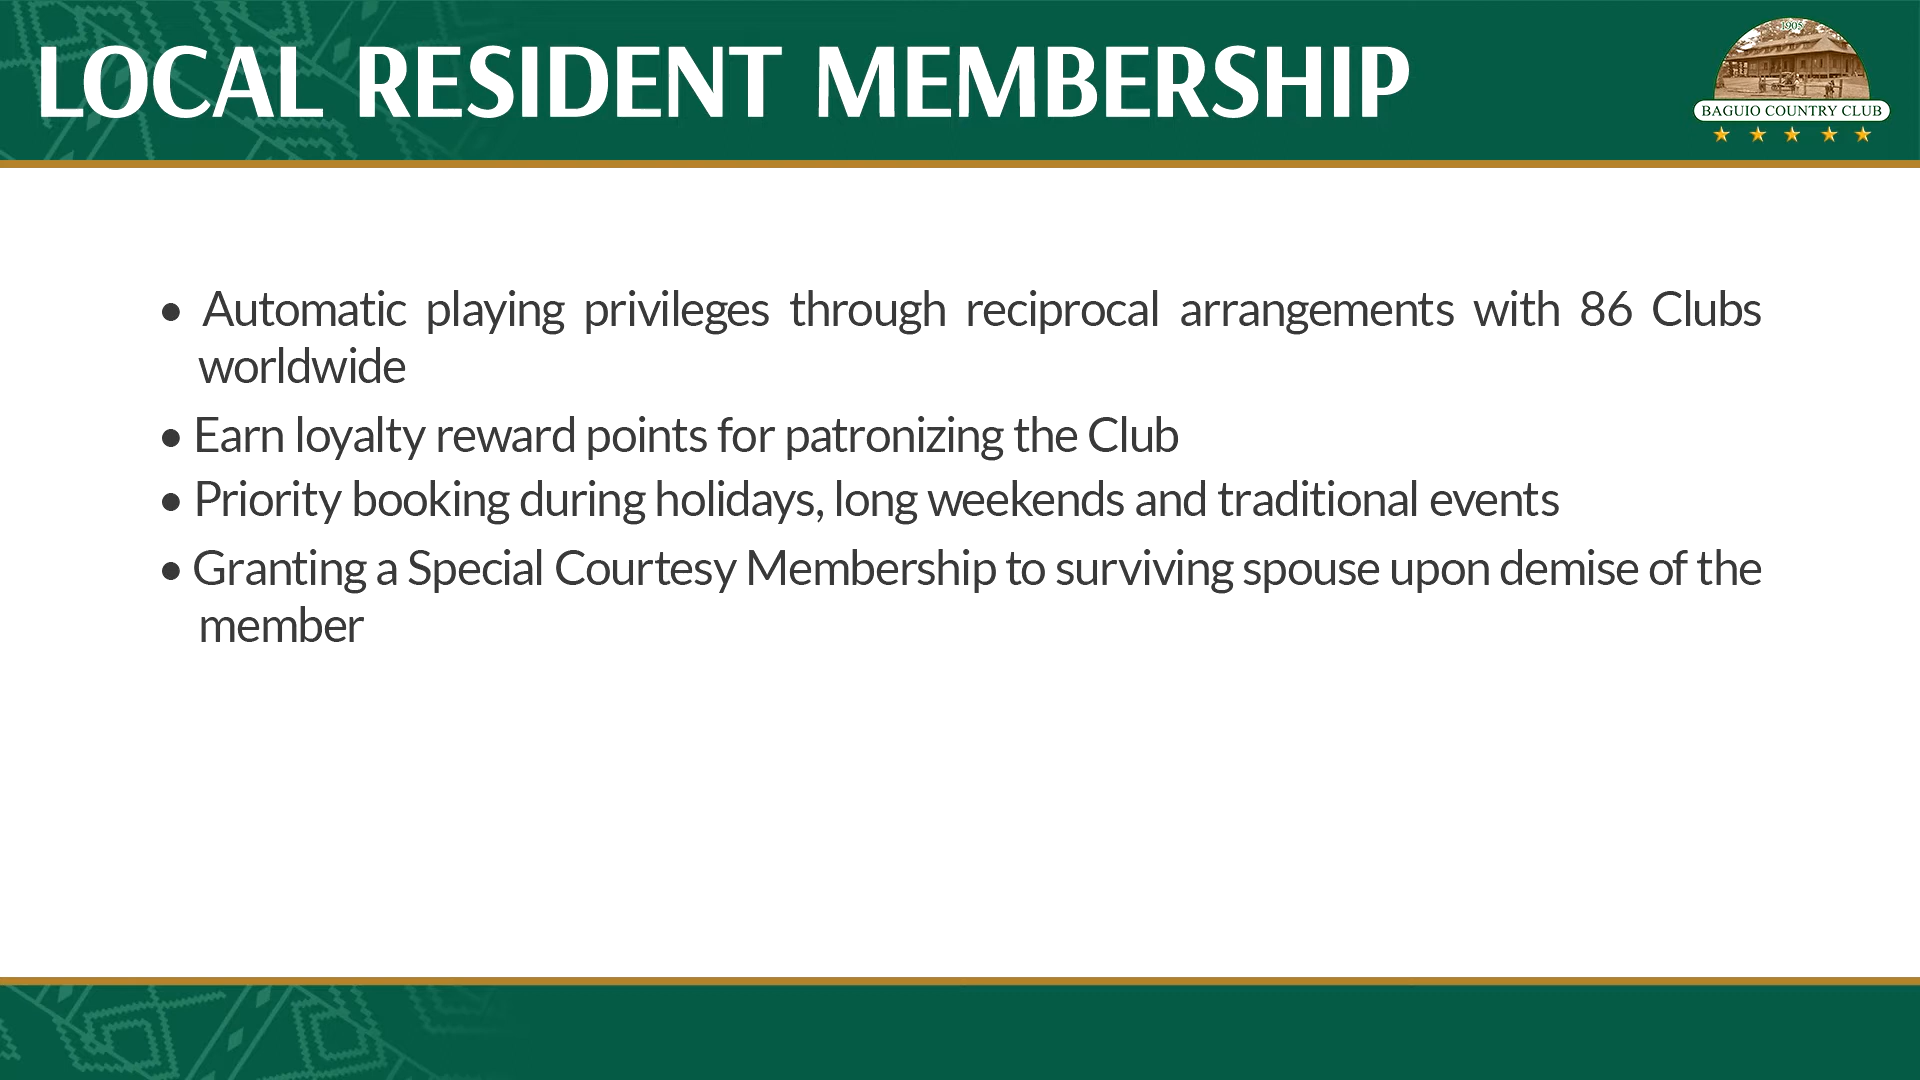 LOCAL RESIDENT MEMBERSHIP
1905
BAGUIO COUNTRY CLUB
• Automatic playing privileges through reciprocal arrangements with 86 Clubs
worldwide
• Earn loyalty reward points for patronizing the Club
• Priority booking during holidays, long weekends and traditional events
• Granting a Special Courtesy Membership to surviving spouse upon demise of the
member